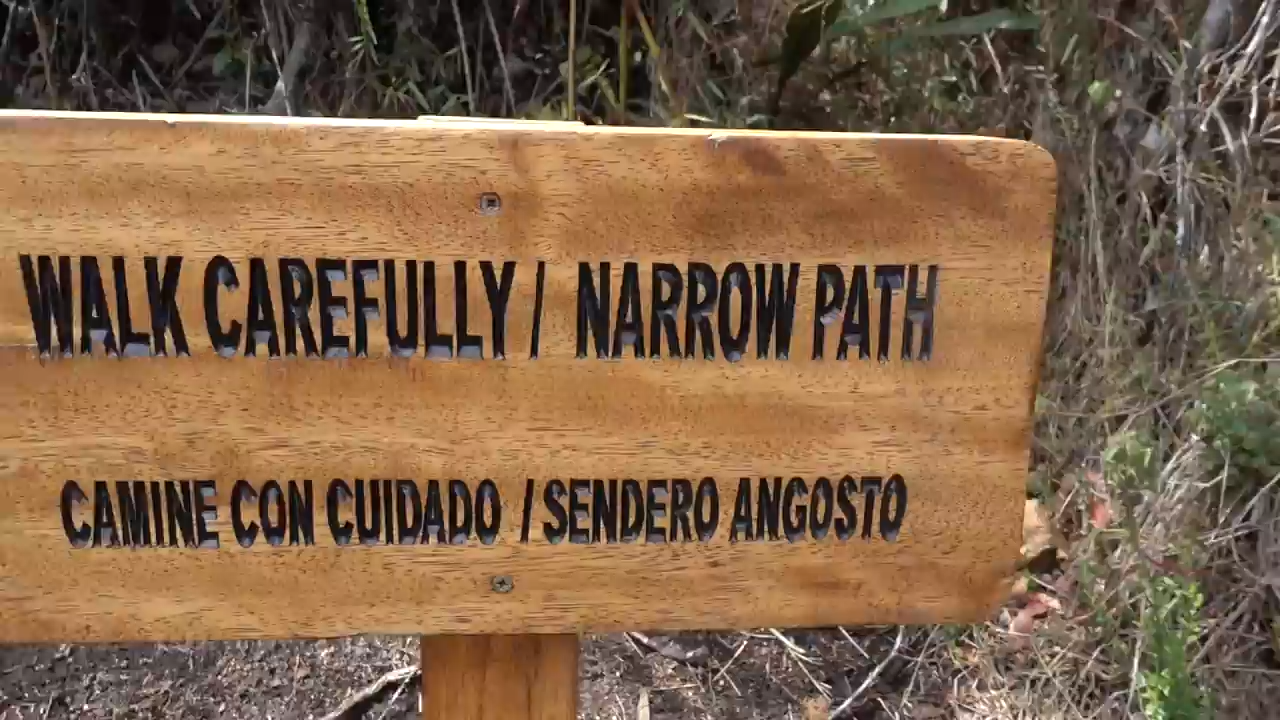 WALK CAREFULLY / NARROW PATH
CAMINE CON CUIDADO / SENDERO ANGOSTO